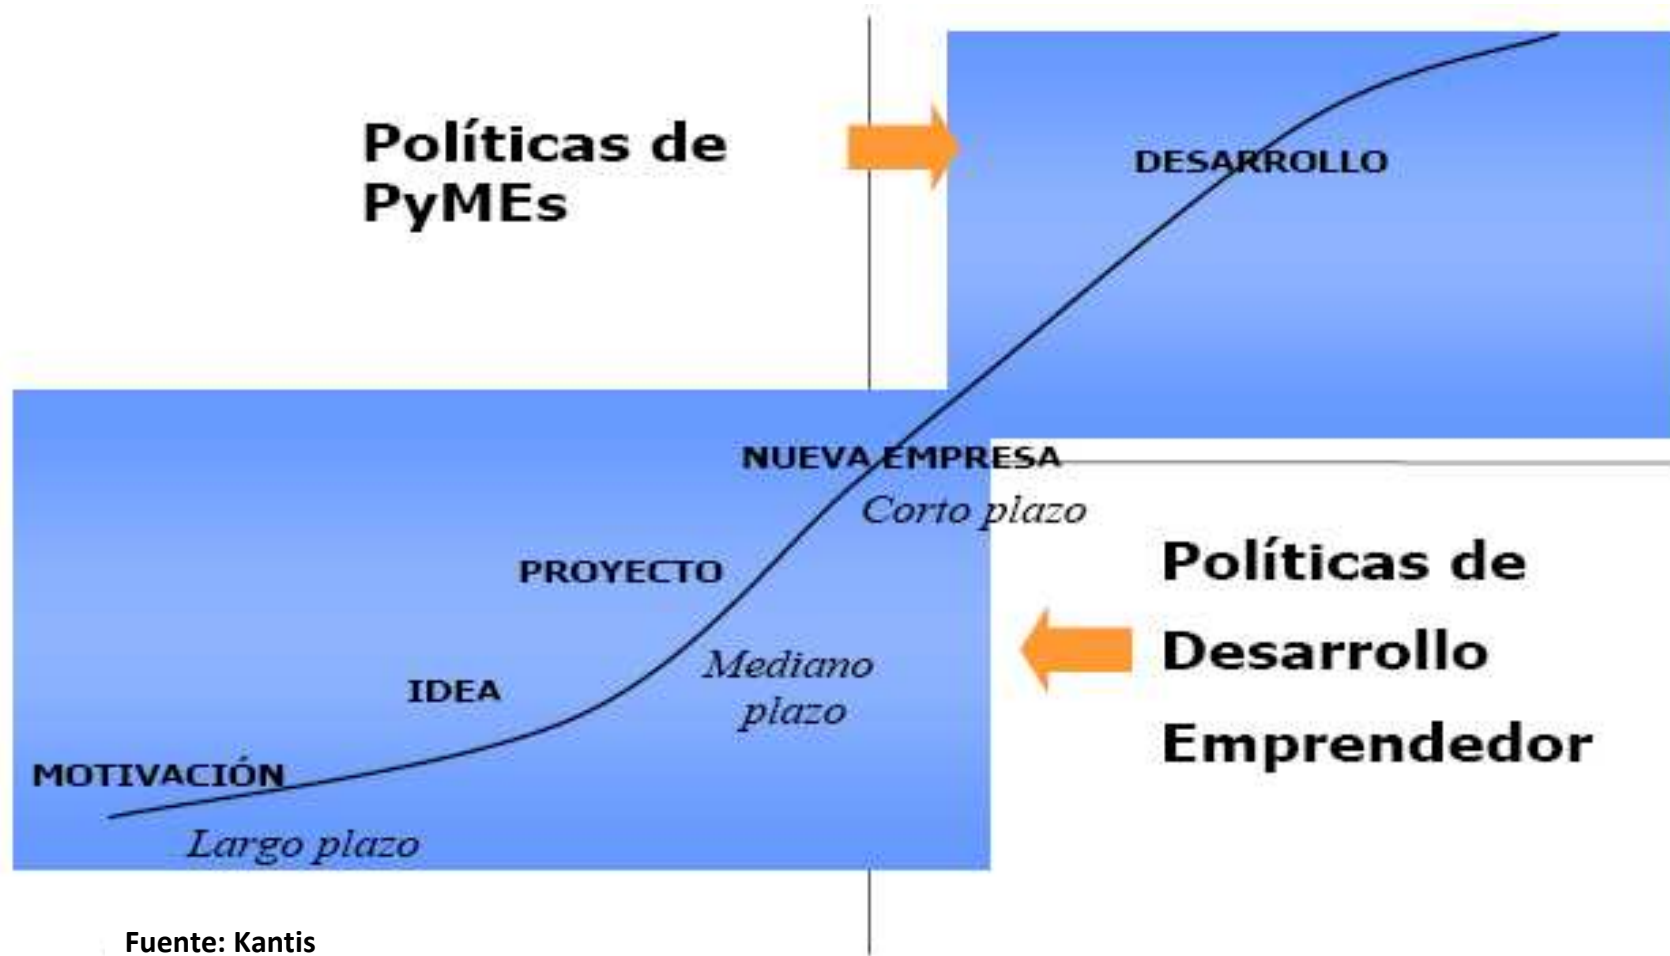 Políticas de
PyMEs
DESARROLLO
NUEVA EMPRESA
Corto plazo
PROYECTO
Políticas de
Desarrollo
Emprendedor
Mediano
plazo
IDEA
MOTIVACIÓN
Largo plazo
Fuente: Kantis